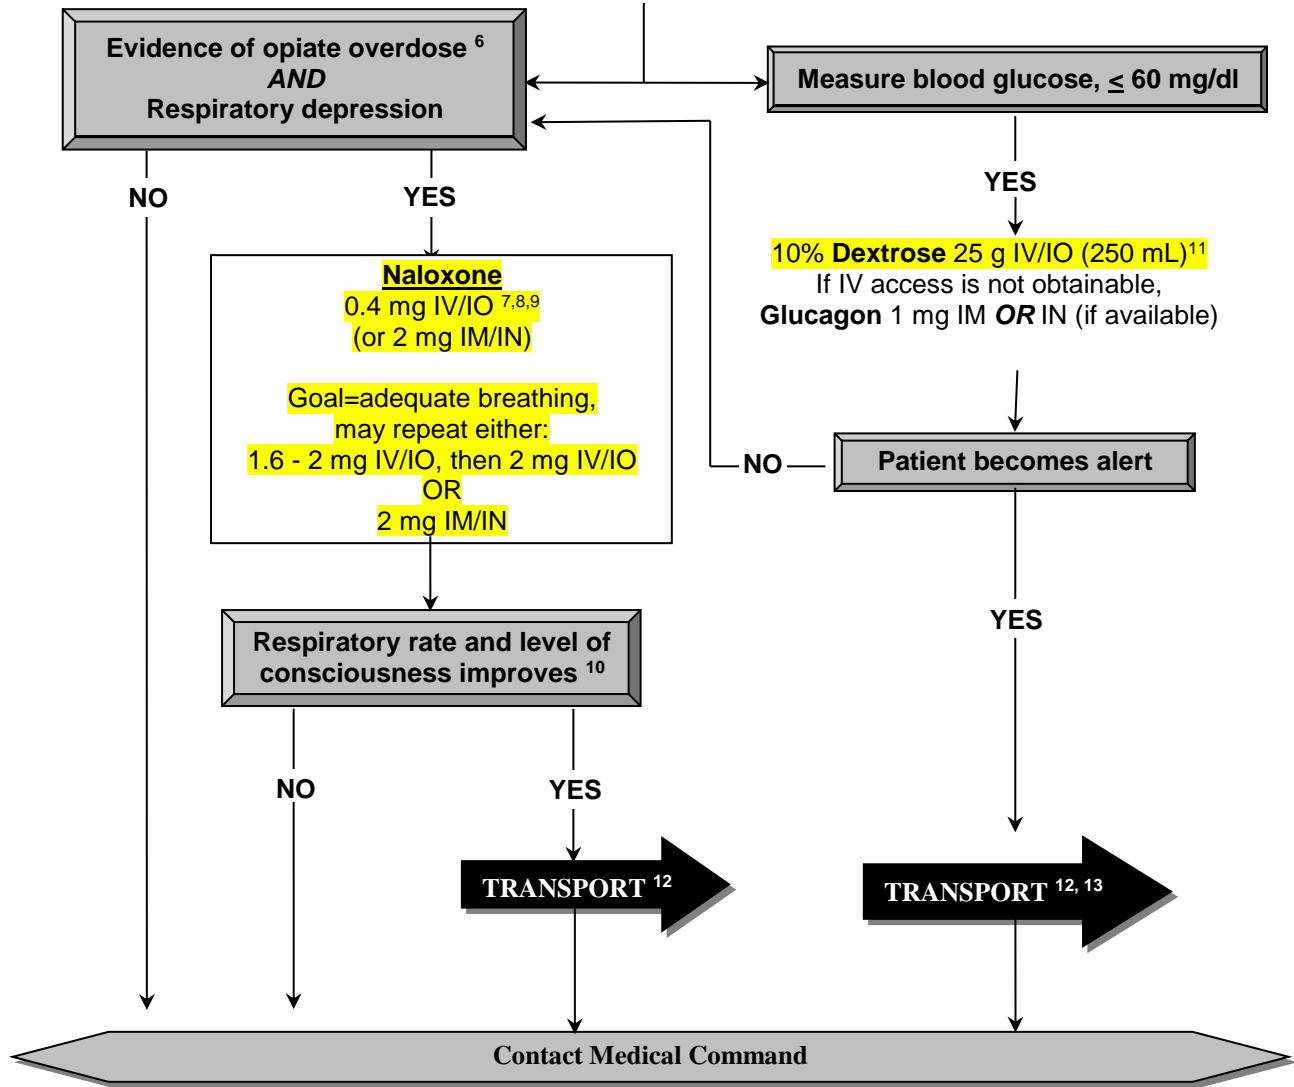 Evidence of opiate overdose 6
AND
Respiratory depression
Measure blood glucose, < 60 mg/dl
NO
YES
YES
Naloxone
0.4 mg IV/IO 7,8,9
(or 2 mg IM/IN)
Goal=adequate breathing,
may repeat either:
1.6 - 2 mg IV/IO, then 2 mg IV/IO
OR
2 mg IM/IN
10% Dextrose 25 g IV/IO (250 mL)11
If IV access is not obtainable,
Glucagon 1 mg IM OR IN (if available)
NO
Patient becomes alert
Respiratory rate and level of
consciousness improves 10
YES
NO
YES
TRANSPORT 12
TRANSPORT 12, 13
Contact Medical Command